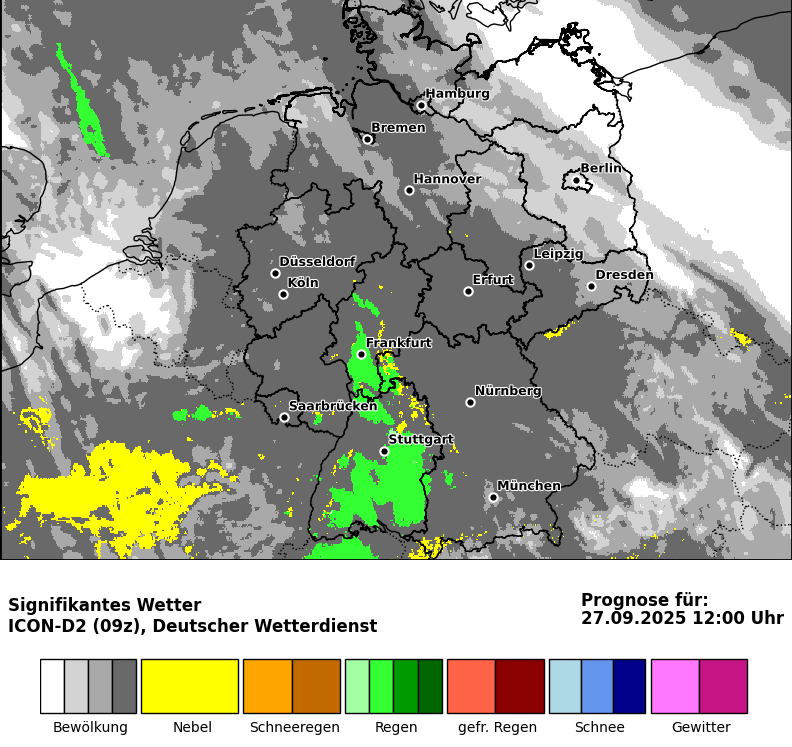 Hamburg
Bremen
Berlin
Hannover
Leipzig
Düsseldorf
Dresden
Köln
Erfurt
Frankfurt
Nürnberg
Saarbrücken
Stuttgart
München
Signifikantes Wetter
ICON-D2 (09z), Deutscher Wetterdienst
Prognose für:
27.09.2025 12:00 Uhr
Bewölkung
Nebel
Schneeregen
Regen
gefr. Regen
Schnee
Gewitter